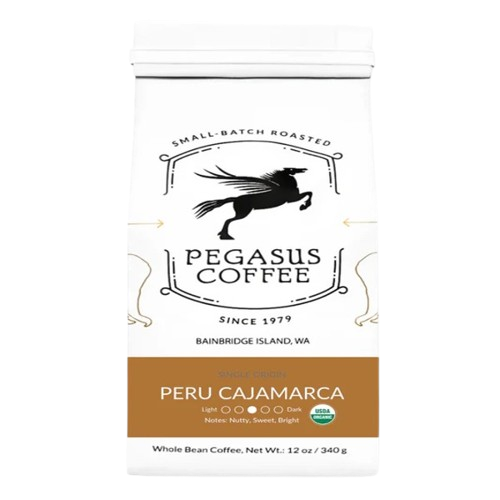 SMALL-BATCH ROASTED
PEGASUS
COFFEE
SINCE 1979
BAINBRIDGE ISLAND, WA
SINGLE ORIGIN
PERU CAJAMARCA
Light Dark
USDA
ORGANIC
Notes: Nutty, Sweet, Bright
Whole Bean Coffee, Net Wt.: 12 oz / 340 g